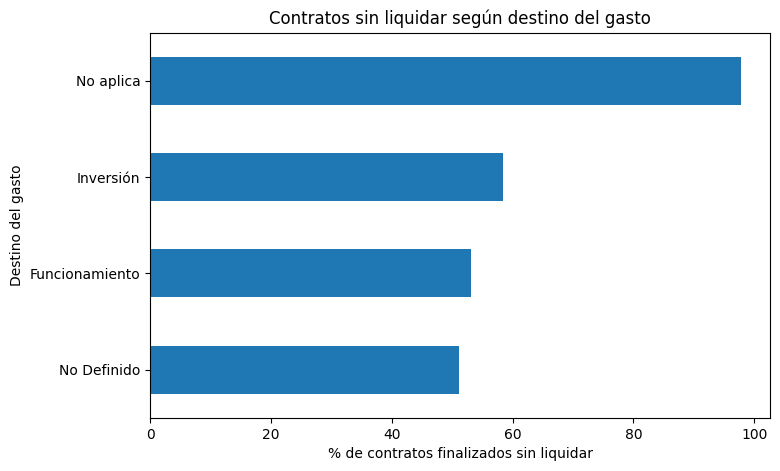 Contratos sin liquidar según destino del gasto
Destino del gasto
No aplica
Inversión
Funcionamiento
No Definido
0 20 40 60 80 100
% de contratos finalizados sin liquidar